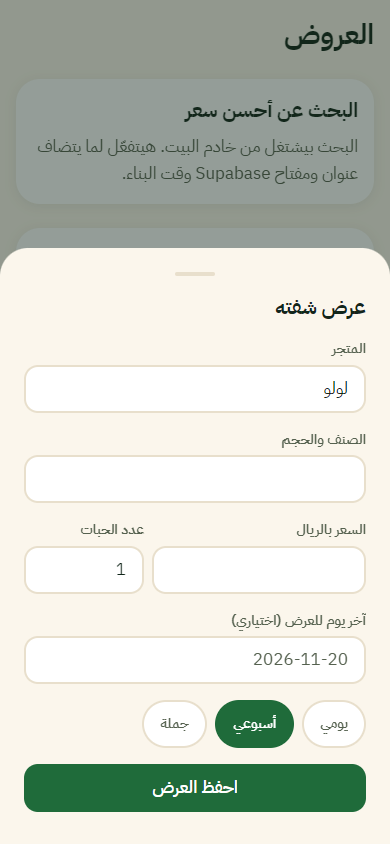 العروض
البحث عن أحسن سعر
البحث بيشتغل من خادم البيت. هيتفعّل لما يتضاف
عنوان ومفتاح Supabase وقت البناء.
عرض شفته
المتجر
لولو
الصنف والحجم
السعر بالريال
عدد الحبات
1
آخر يوم للعرض (اختياري)
2026-11-20
يومي
أسبوعي
جملة
احفظ العرض